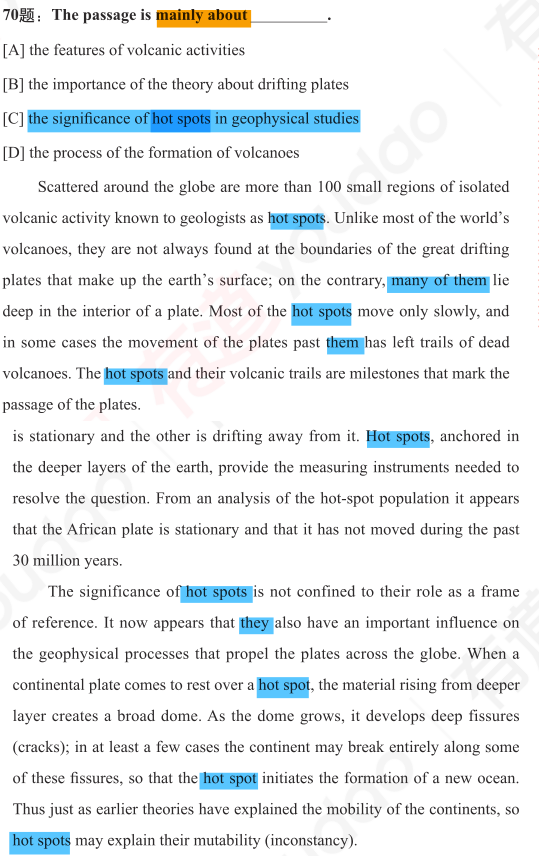 70题：The passage is mainly about __________.
[A] the features of volcanic activities
[B] the importance of the theory about drifting plates
[C] the significance of hot spots in geophysical studies
[D] the process of the formation of volcanoes
Scattered around the globe are more than 100 small regions of isolated
volcanic activity known to geologists as hot spots. Unlike most of the world's
volcanoes, they are not always found at the boundaries of the great drifting
plates that make up the earth's surface; on the contrary, many of them lie
deep in the interior of a plate. Most of the hot spots move only slowly, and
in some cases the movement of the plates past them has left trails of dead
volcanoes. The hot spots and their volcanic trails are milestones that mark the
passage of the plates.
is stationary and the other is drifting away from it. Hot spots, anchored in
the deeper layers of the earth, provide the measuring instruments needed to
resolve the question. From an analysis of the hot-spot population it appears
that the African plate is stationary and that it has not moved during the past
30 million years.
The significance of hot spots is not confined to their role as a frame
of reference. It now appears that they also have an important influence on
the geophysical processes that propel the plates across the globe. When a
continental plate comes to rest over a hot spot, the material rising from deeper
layer creates a broad dome. As the dome grows, it develops deep fissures
(cracks); in at least a few cases the continent may break entirely along some
of these fissures, so that the hot spot initiates the formation of a new ocean.
Thus just as earlier theories have explained the mobility of the continents, so
hot spots may explain their mutability (inconstancy).
有道 youdao